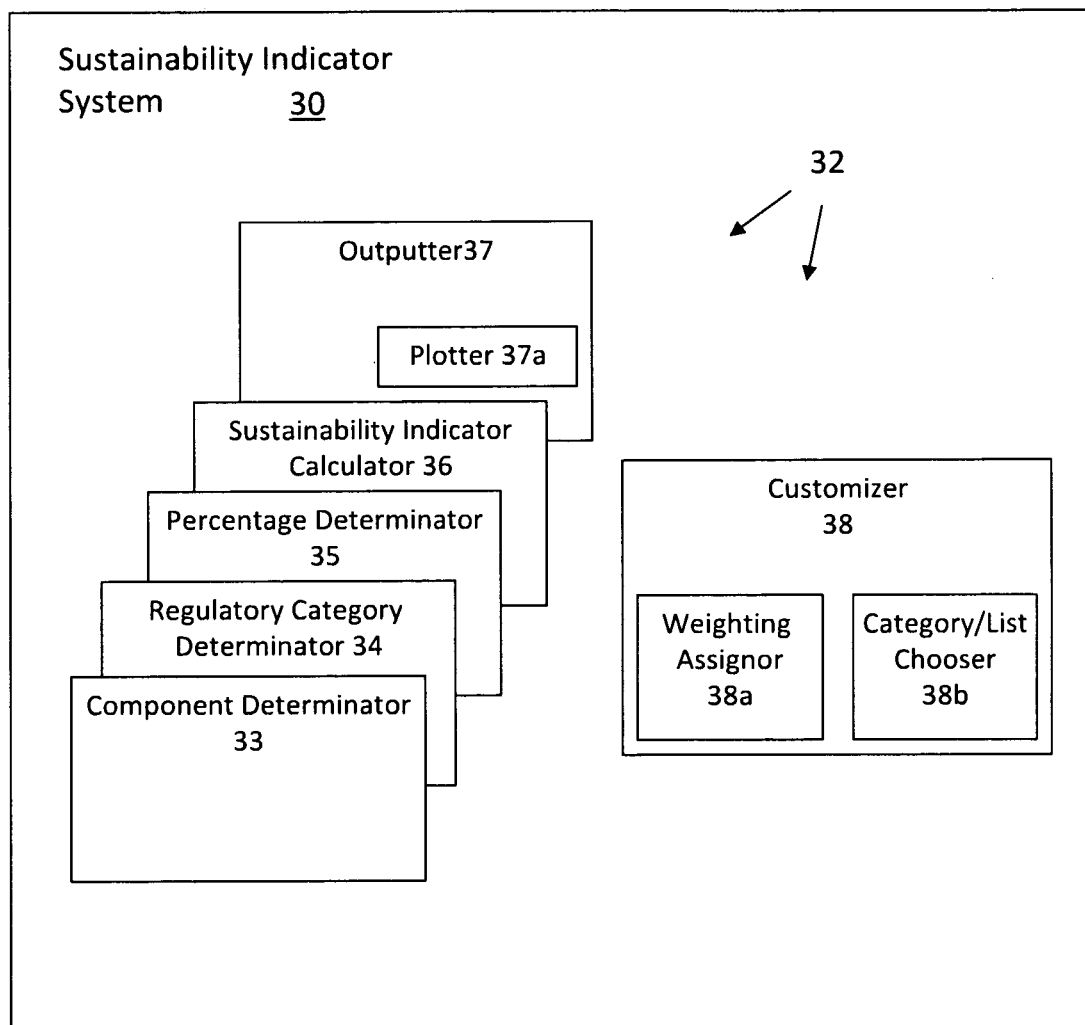 Sustainability Indicator
System 30
32
Outputter37
Plotter 37a
Sustainability Indicator
Calculator 36
Percentage Determinator
35
Regulatory Category
Determinator 34
Component Determinator
33
Customizer
38
Weighting
Assignor
38a
Category/List
Chooser
38b